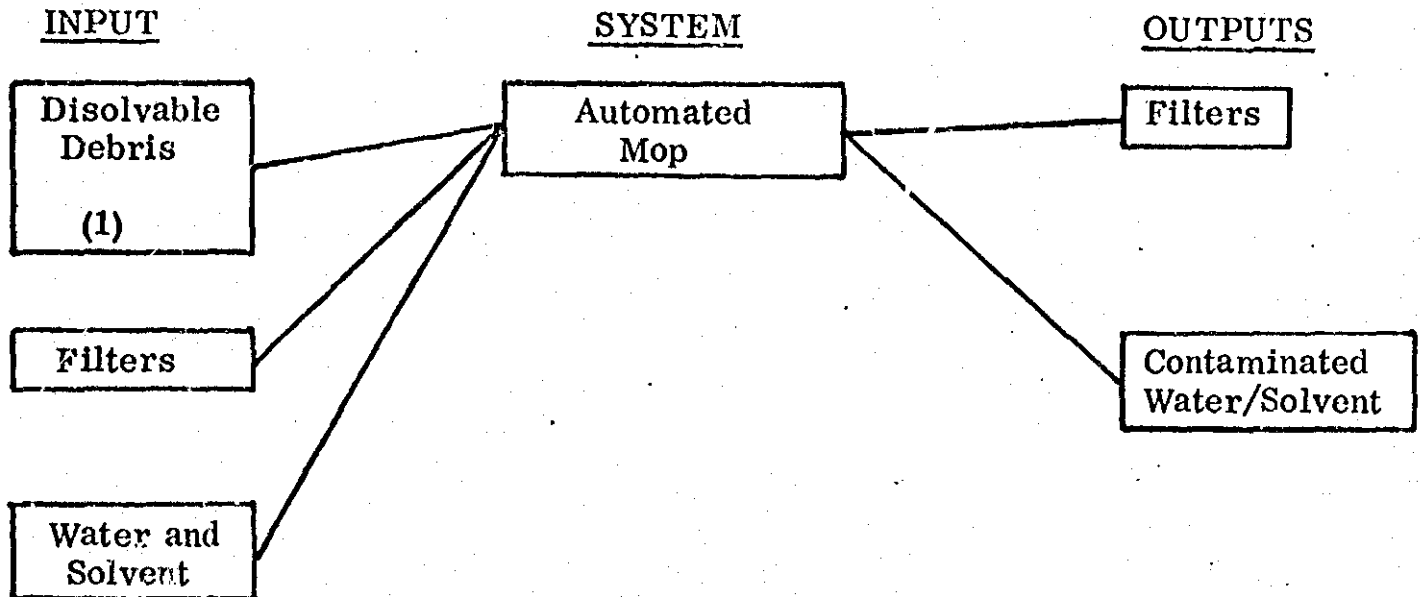 INPUT
SYSTEM
OUTPUTS
Disolvable
Debris
(1)
Automated
Mop
Filters
Filters
Contaminated
Water/Solvent
Water and
Solvent